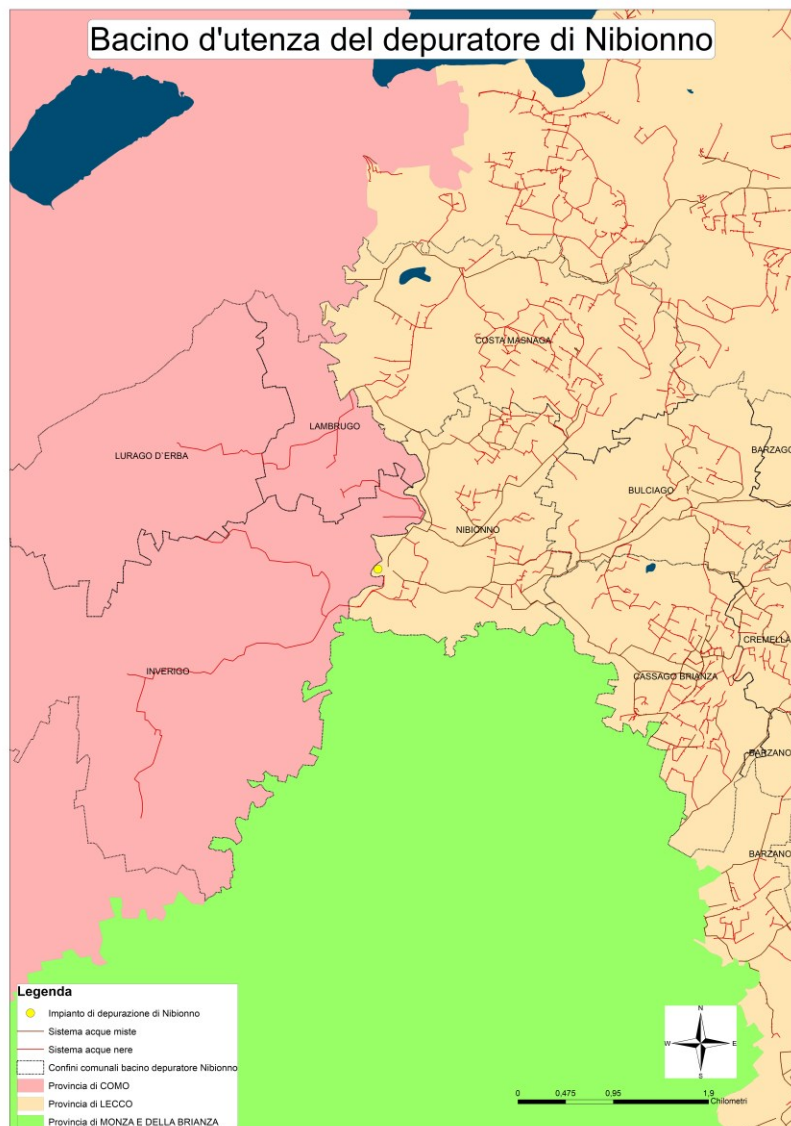 Bacino d'utenza del depuratore di Nibionno
COSTA MASNAGA
LAMBRUGO
LURAGO D`ERBA
BARZAGO
BULCIAGO
NIBIONNO
CREMELLA
INVERIGO
CASSAGO BRIANZA
BARZANO
BARZANO
Legenda
Impianto di depurazione di Nibionno
Sistema acque miste
Sistema acque nere
Confini comunali bacino depuratore Nibionno
Provincia di COMO
Provincia di LECCO
Provincia di MONZA E DELLA BRIANZA
N
W E
S
0 0,475 0,95 1,9
Chilometri